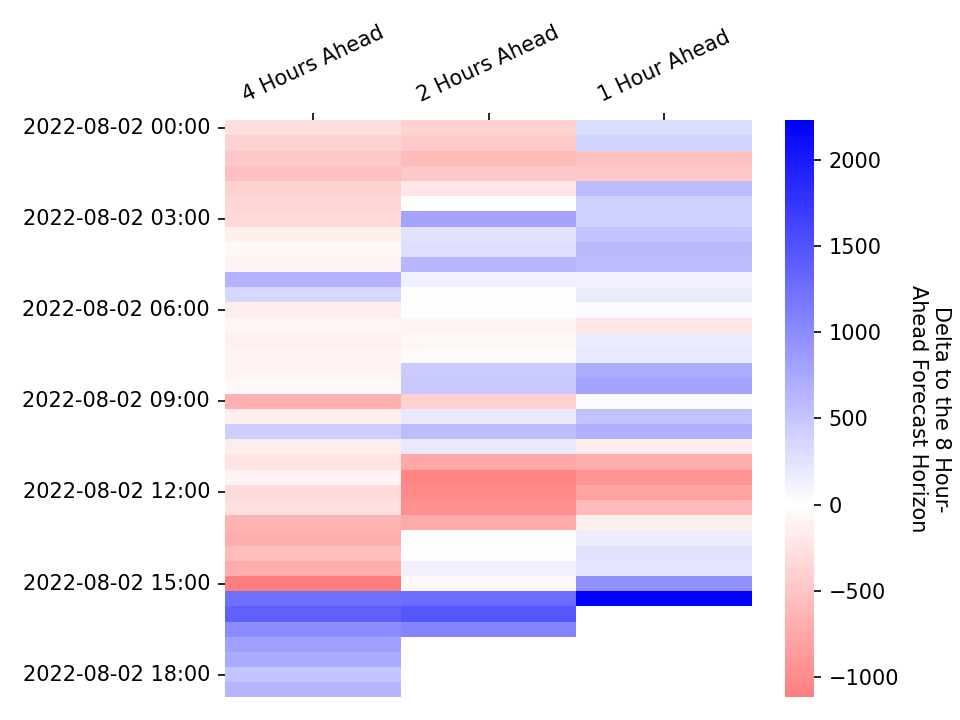 4 Hours Ahead
2 Hours Ahead
1 Hour Ahead
2022-08-02 00:00
2022-08-02 03:00
2022-08-02 06:00
2022-08-02 09:00
2022-08-02 12:00
2022-08-02 15:00
2022-08-02 18:00
2000
1500
1000
500
0
−500
−1000
Delta to the 8 Hour-
Ahead Forecast Horizon